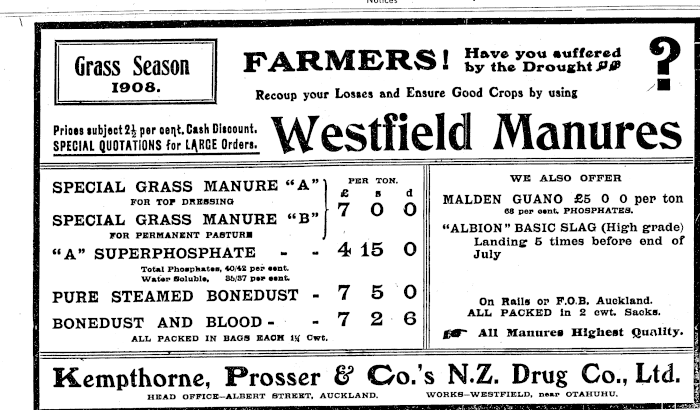 Notices
Grass Season
1908.
FARMERS!
Have you suffered
by the Drought
?
Recoup your Losses and Ensure Good Crops by using
Prices subject 2½ per cent. Cash Discount.
SPECIAL QUOTATIONS for LARGE Orders.
Westfield Manures
PER TON.
£ s d
SPECIAL GRASS MANURE "A"
FOR TOP DRESSING
7 0 0
SPECIAL GRASS MANURE "B"
FOR PERMANENT PASTURE
"A" SUPERPHOSPHATE - - 4 15 0
Total Phosphates, 40/42 per cent.
Water Soluble, 35/37 per cent.
PURE STEAMED BONEDUST - 7 5 0
BONEDUST AND BLOOD - - 7 2 6
ALL PACKED IN BAGS EACH 1¼ Cwt.
WE ALSO OFFER
MALDEN GUANO £5 0 0 per ton
68 per cent. PHOSPHATES.
"ALBION" BASIC SLAG (High grade)
Landing 5 times before end of
July
On Rails or F.O.B. Auckland.
ALL PACKED in 2 cwt. Sacks.
All Manures Highest Quality.
Kempthorne, Prosser & Co.'s N.Z. Drug Co., Ltd.
HEAD OFFICE—ALBERT STREET, AUCKLAND. WORKS—WESTFIELD, near OTAHUHU.